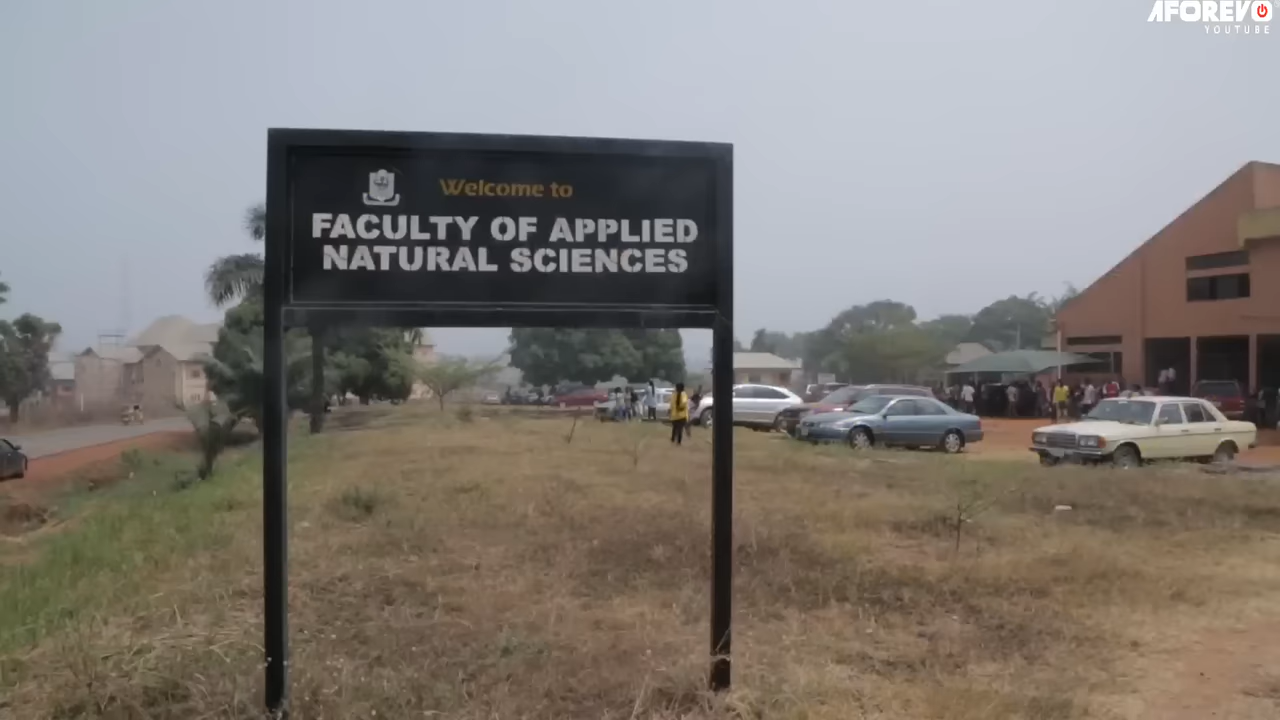 AFOREVO
YOUTUBE
Welcome to
FACULTY OF APPLIED
NATURAL SCIENCES